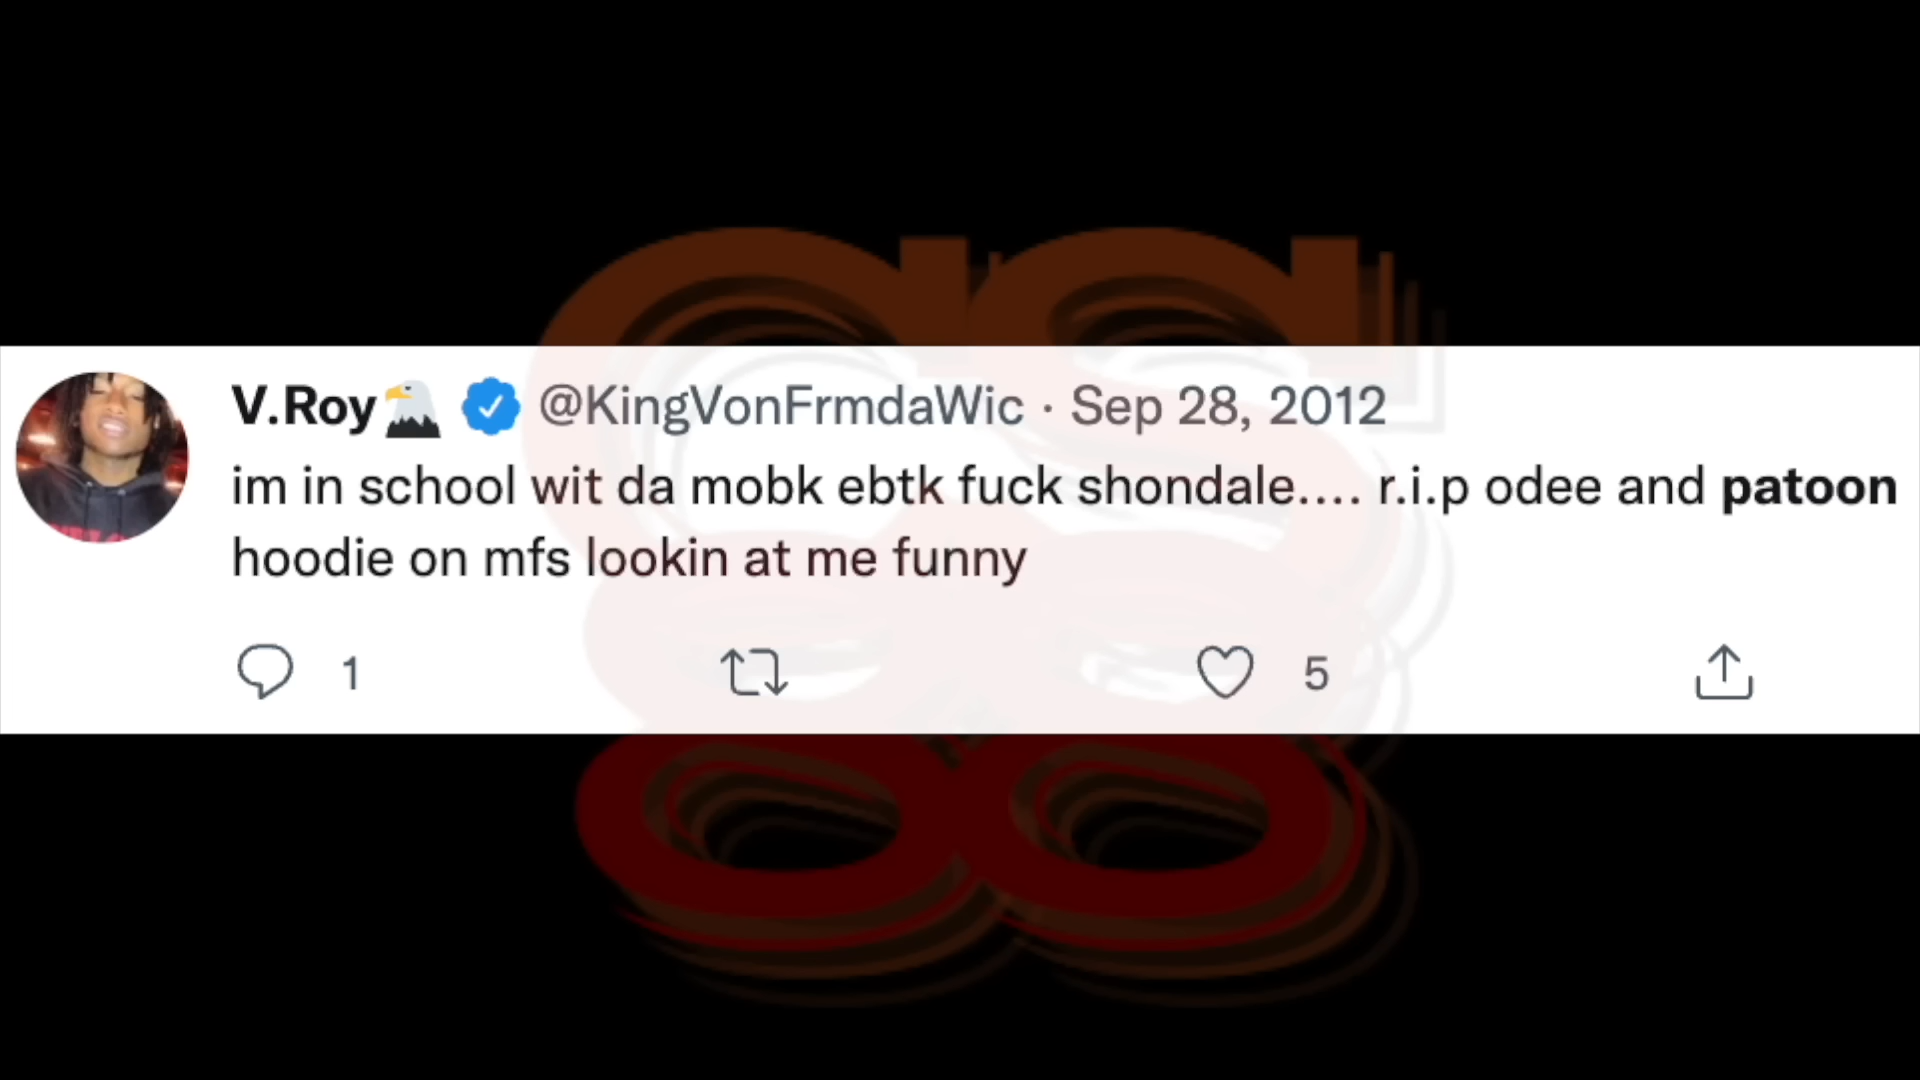 V.Roy🦅 @KingVonFrmdaWic · Sep 28, 2012
im in school wit da mobk ebtk fuck shondale.... r.i.p odee and patoon
hoodie on mfs lookin at me funny
1 5